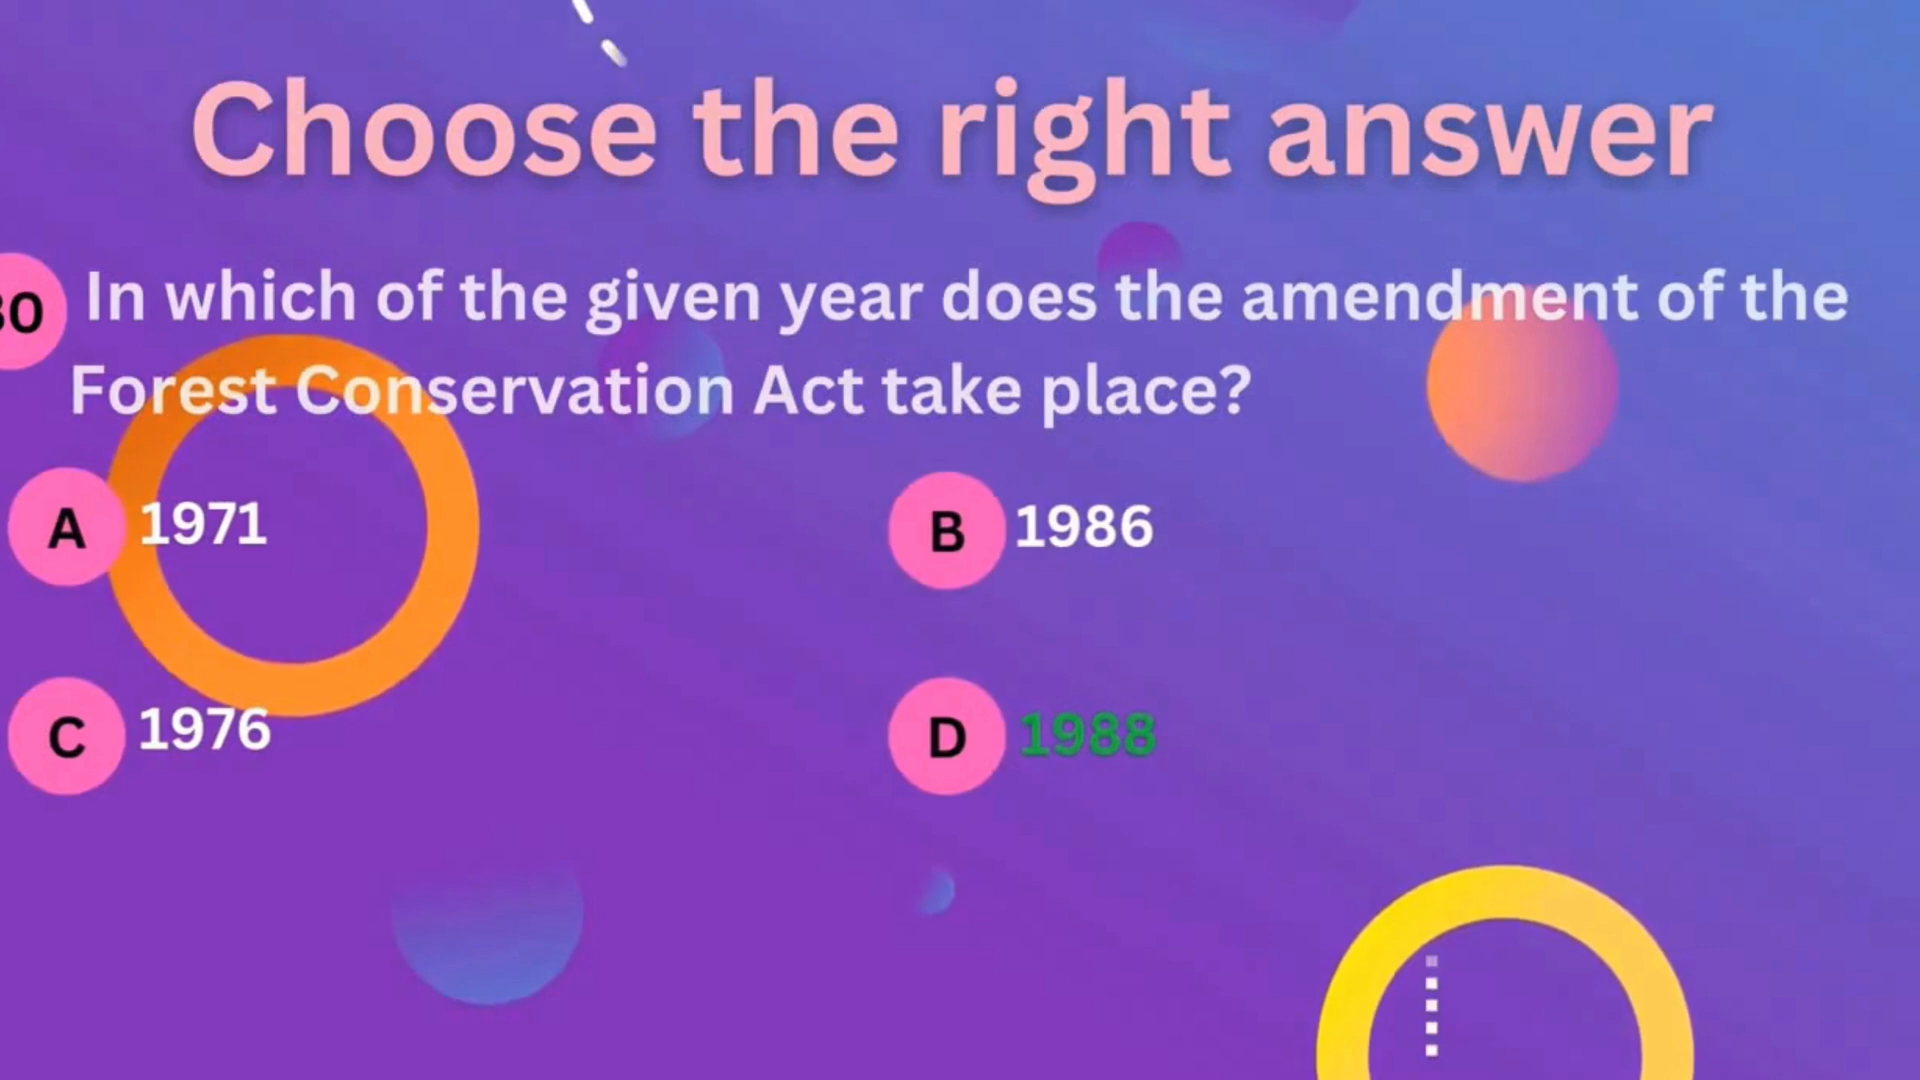 Choose the right answer
30 In which of the given year does the amendment of the
Forest Conservation Act take place?
A 1971
B 1986
C 1976
D 1988